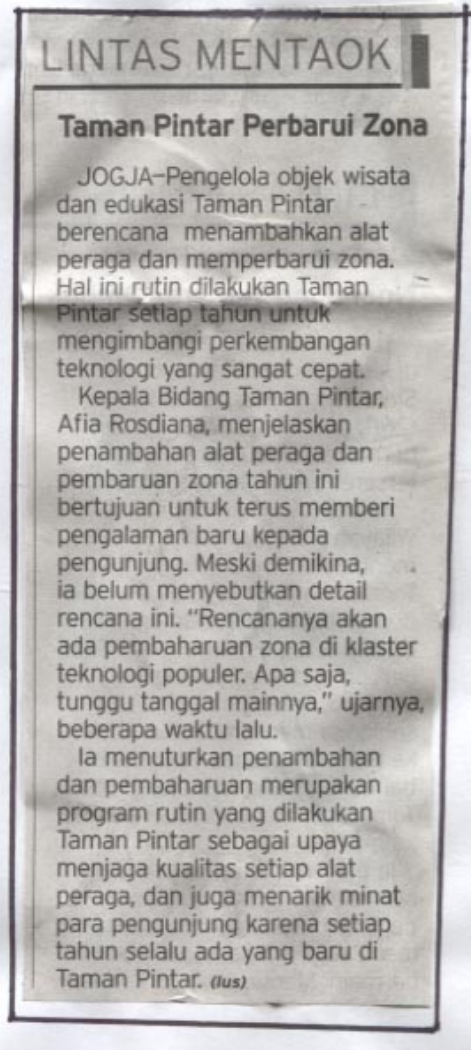 LINTAS MENTAOK
Taman Pintar Perbarui Zona
JOGJA–Pengelola objek wisata
dan edukasi Taman Pintar
berencana menambahkan alat
peraga dan memperbarui zona.
Hal ini rutin dilakukan Taman
Pintar setiap tahun untuk
mengimbangi perkembangan
teknologi yang sangat cepat.
Kepala Bidang Taman Pintar,
Afia Rosdiana, menjelaskan
penambahan alat peraga dan
pembaruan zona tahun ini
bertujuan untuk terus memberi
pengalaman baru kepada
pengunjung. Meski demikina,
ia belum menyebutkan detail
rencana ini. “Rencananya akan
ada pembaharuan zona di klaster
teknologi populer. Apa saja,
tunggu tanggal mainnya,” ujarnya,
beberapa waktu lalu.
Ia menuturkan penambahan
dan pembaharuan merupakan
program rutin yang dilakukan
Taman Pintar sebagai upaya
menjaga kualitas setiap alat
peraga, dan juga menarik minat
para pengunjung karena setiap
tahun selalu ada yang baru di
Taman Pintar. (lus)